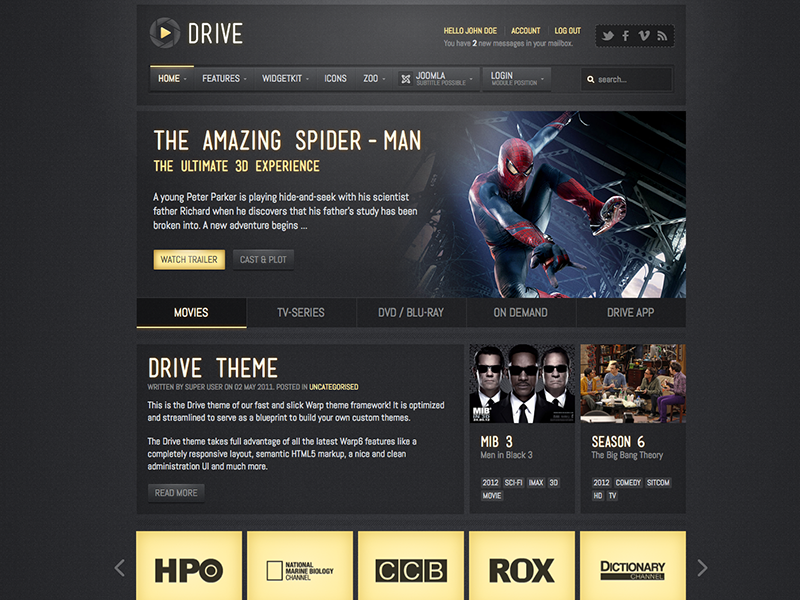 DRIVE
HELLO JOHN DOE ACCOUNT LOG OUT
You have 2 new messages in your mailbox.
HOME FEATURES WIDGETKIT ICONS ZOO JOOMLA LOGIN search...
SUBTITLE POSSIBLE MODULE POSITION
THE AMAZING SPIDER - MAN
THE ULTIMATE 3D EXPERIENCE
A young Peter Parker is playing hide-and-seek with his scientist
father Richard when he discovers that his father's study has been
broken into. A new adventure begins ...
WATCH TRAILER CAST & PLOT
MOVIES TV-SERIES DVD / BLU-RAY ON DEMAND DRIVE APP
DRIVE THEME
WRITTEN BY SUPER USER ON 02 MAY 2011. POSTED IN UNCATEGORISED
This is the Drive theme of our fast and slick Warp theme framework! It is optimized
and streamlined to serve as a blueprint to build your own custom themes.
The Drive theme takes full advantage of all the latest Warp6 features like a
completely responsive layout, semantic HTML5 markup, a nice and clean
administration UI and much more.
READ MORE
MIB
MIB 3
Men in Black 3
2012 SCI-FI IMAX 3D
MOVIE
SEASON 6
The Big Bang Theory
2012 COMEDY SITCOM
HD TV
HPO
NATIONAL
MARINE BIOLOGY
CHANNEL
CCB
ROX
DICTIONARY
CHANNEL